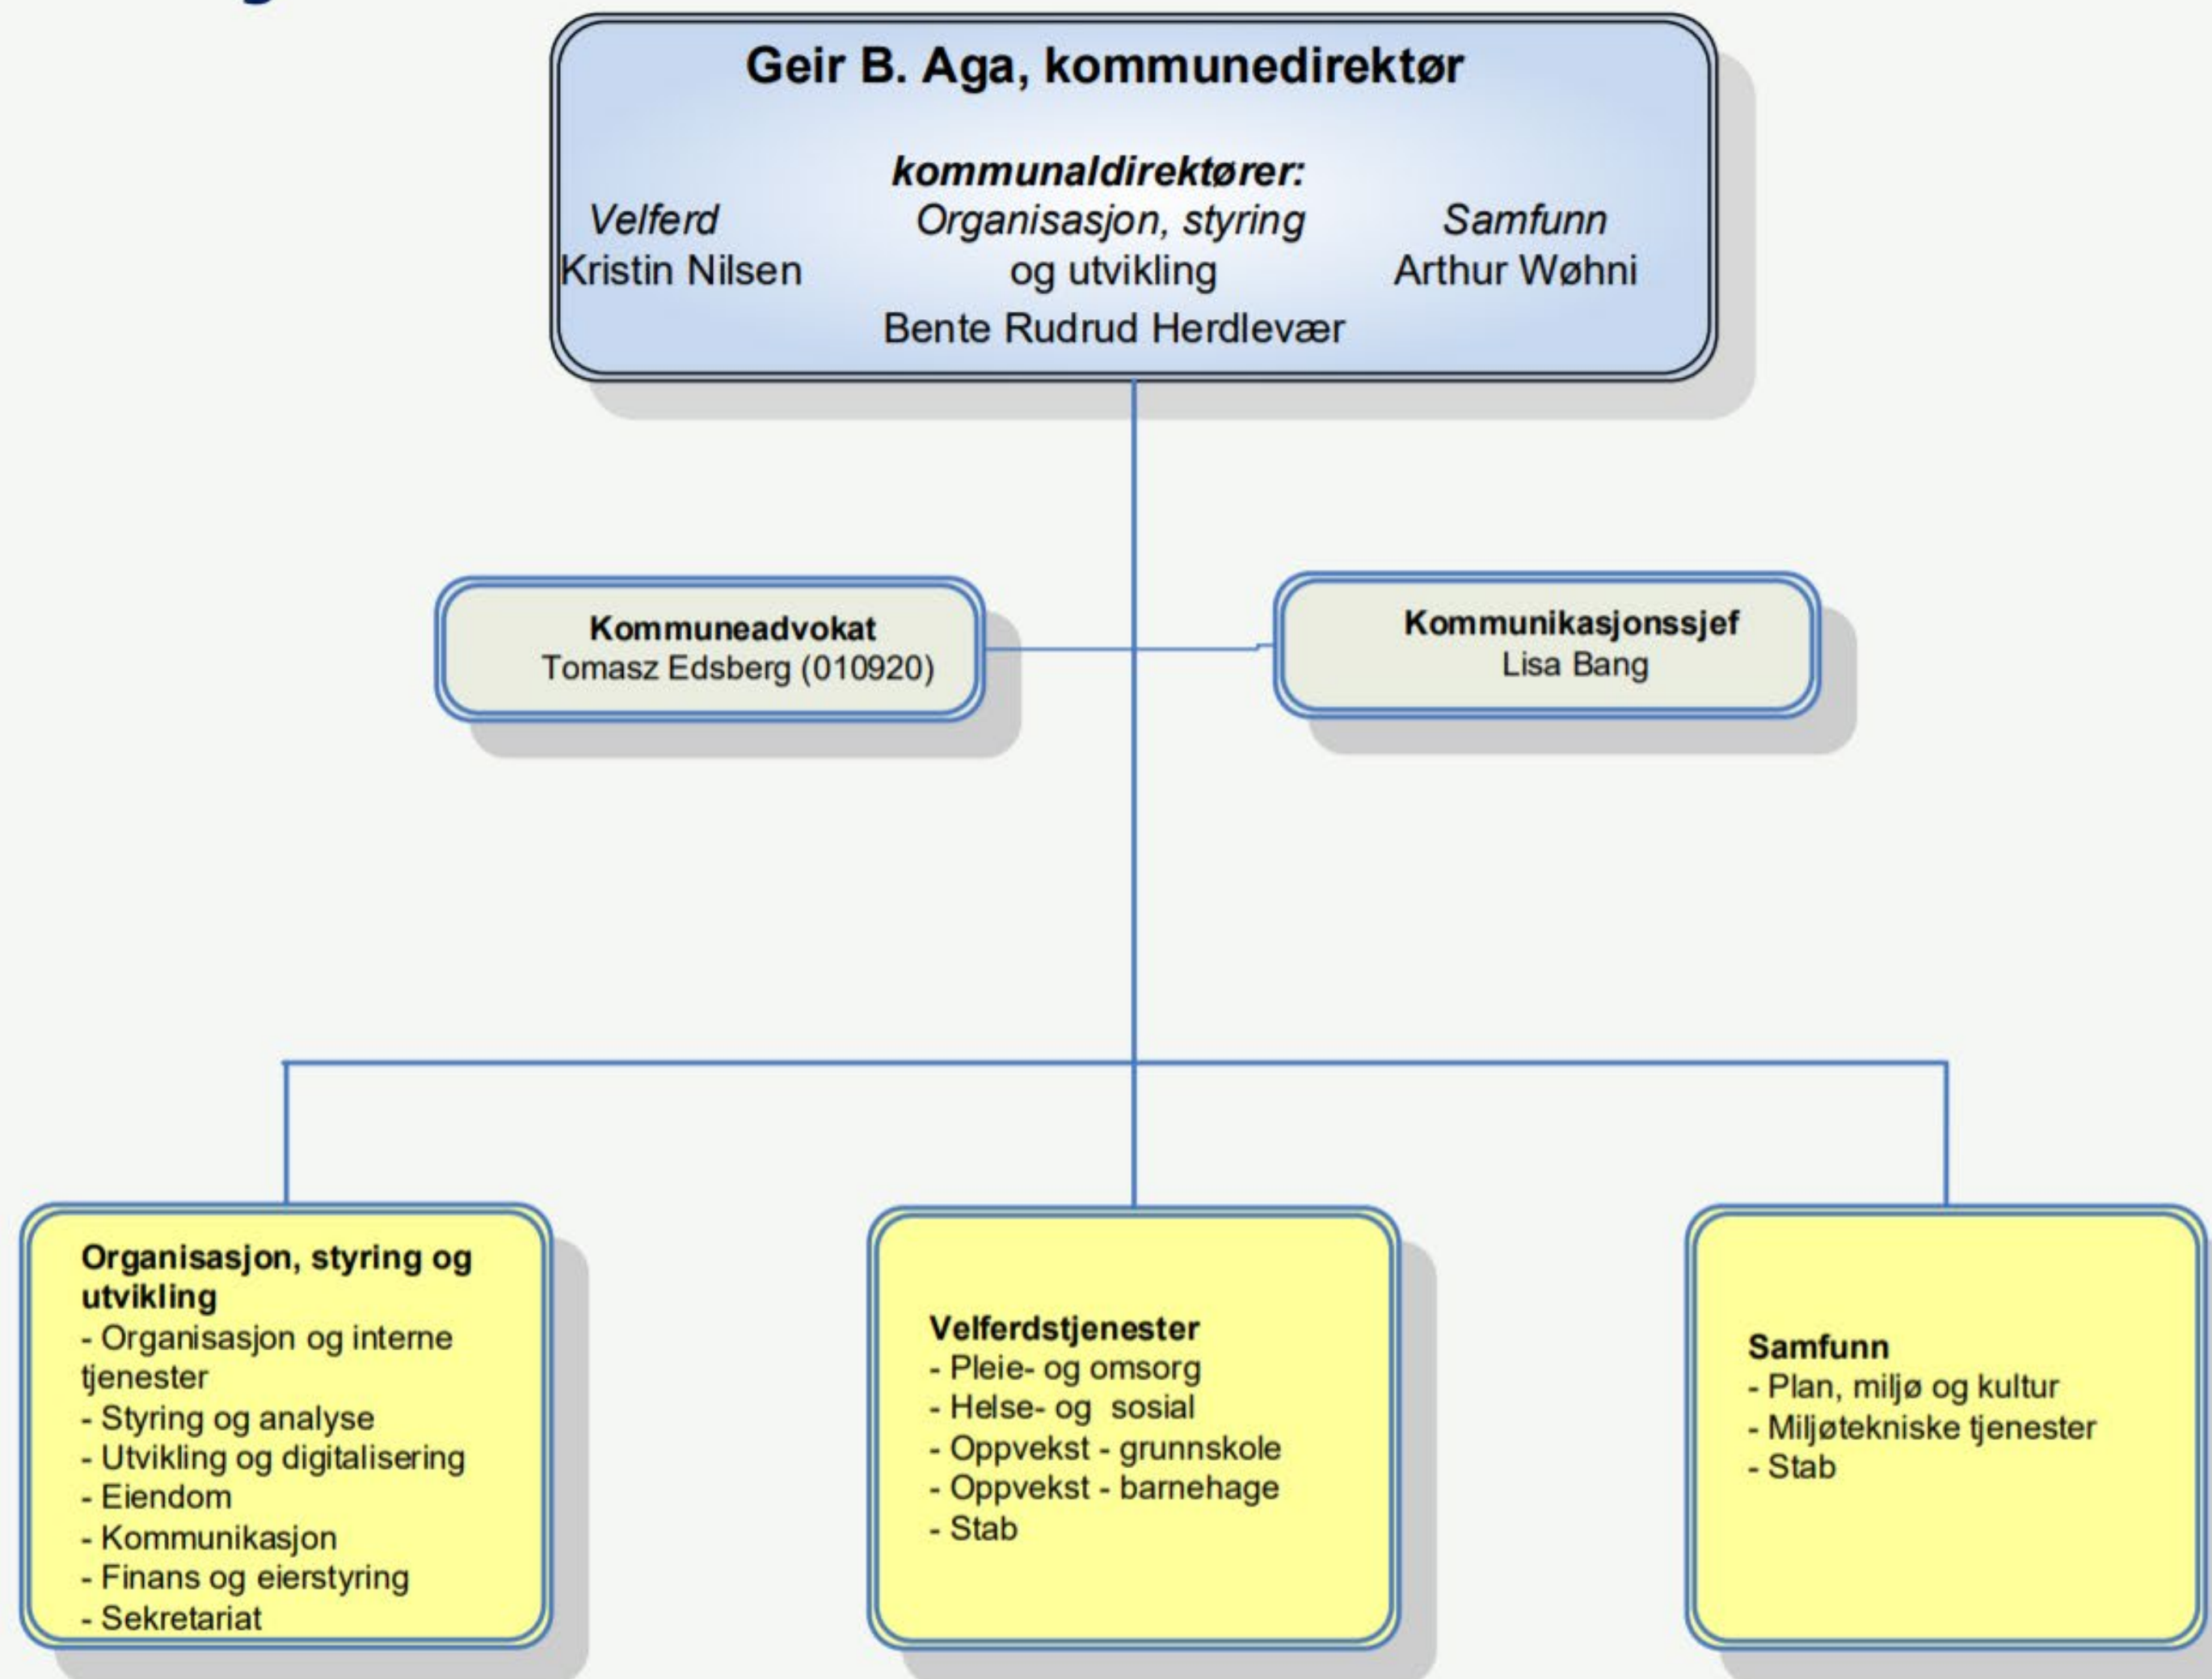 Geir B. Aga, kommunedirektør
kommunaldirektører:
Velferd Organisasjon, styring Samfunn
Kristin Nilsen og utvikling Arthur Wøhni
Bente Rudrud Herdlevær
Kommuneadvokat
Tomasz Edsberg (010920)
Kommunikasjonssjef
Lisa Bang
Organisasjon, styring og
utvikling
- Organisasjon og interne
tjenester
- Styring og analyse
- Utvikling og digitalisering
- Eiendom
- Kommunikasjon
- Finans og eierstyring
- Sekretariat
Velferdstjenester
- Pleie- og omsorg
- Helse- og  sosial
- Oppvekst - grunnskole
- Oppvekst - barnehage
- Stab
Samfunn
- Plan, miljø og kultur
- Miljøtekniske tjenester
- Stab